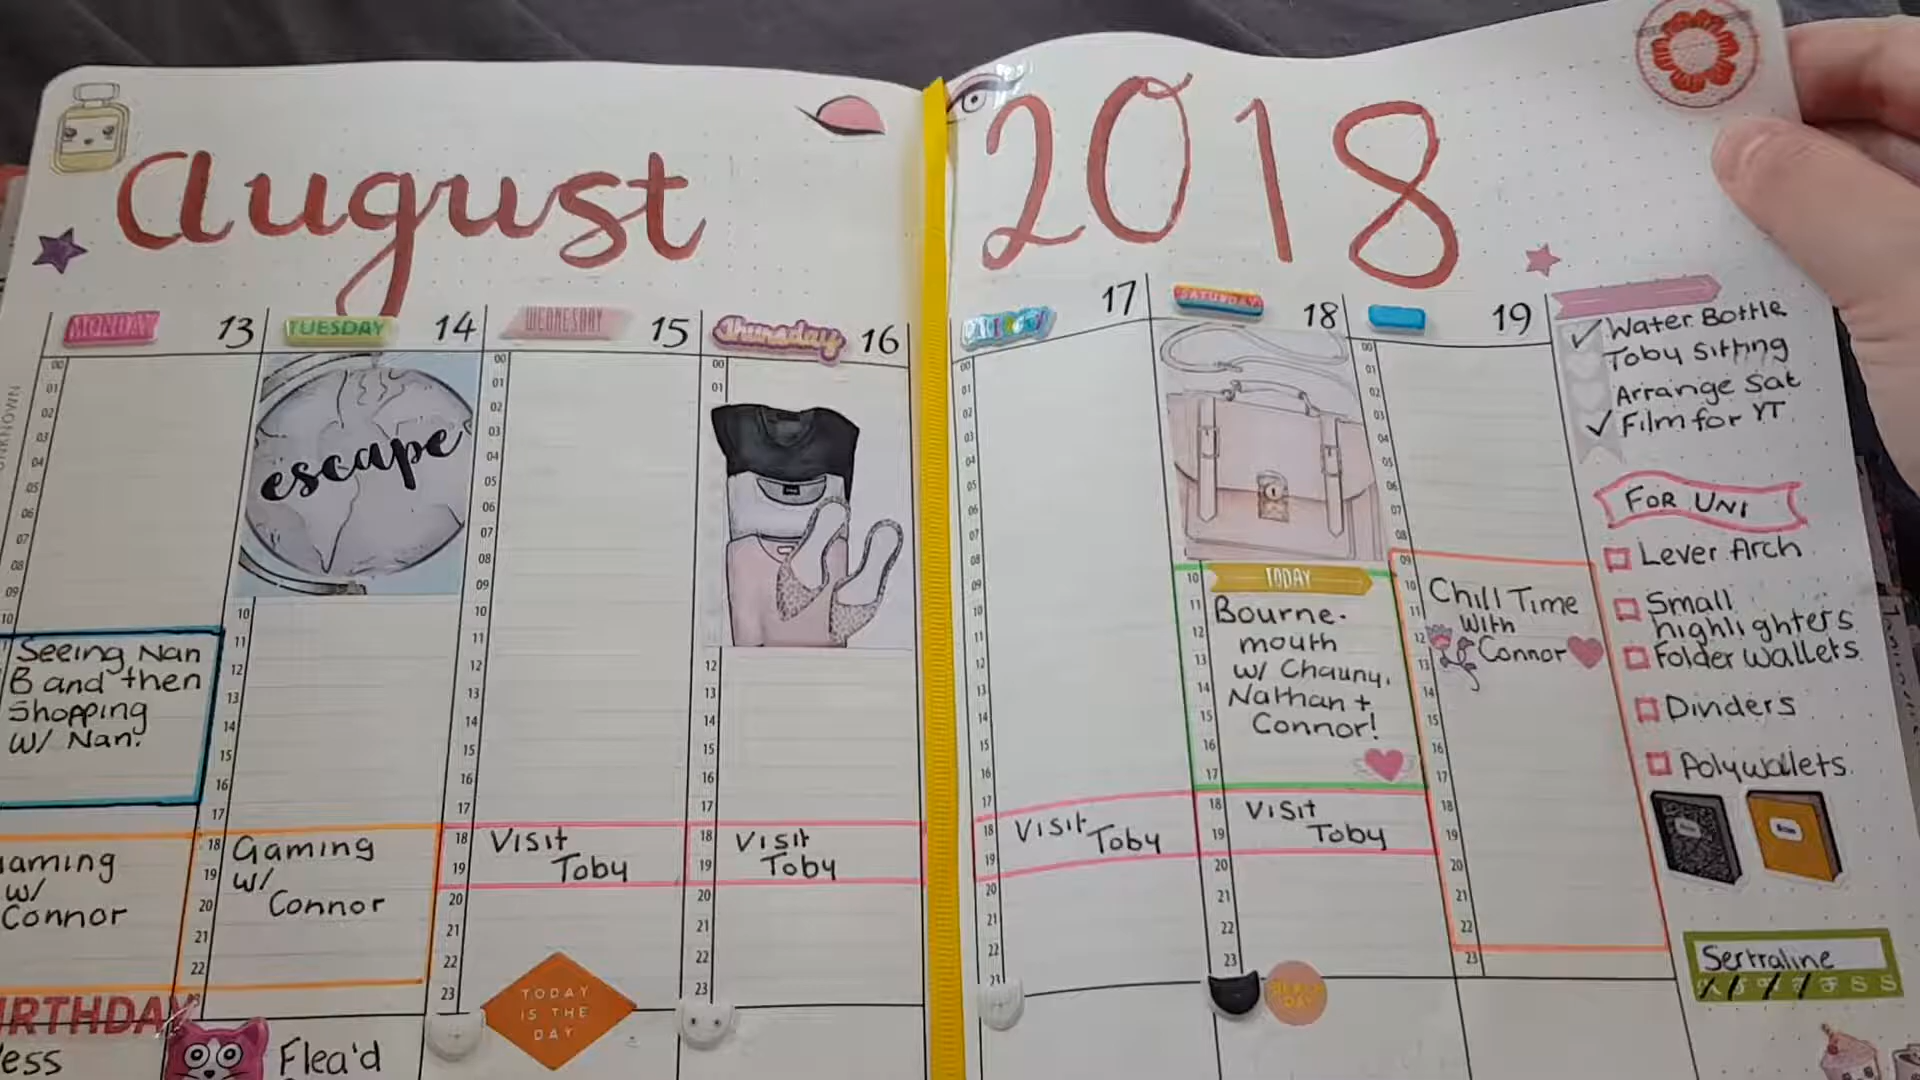 august 2018
MONDAY 13
TUESDAY 14
WEDNESDAY 15
Thursday 16
17
SATURDAY 18
19
UNKNOWN
escape
Seeing Nan
B and then
Shopping
w/ Nan!
aming
w/
Connor
Gaming
w/
Connor
Visit
Toby
Visit
Toby
Visit
Toby
TODAY
Bourne-
mouth
w/ Chauny,
Nathan +
Connor!
Visit
Toby
Chill Time
with
Connor
Water Bottle
Toby Sitting
Arrange Sat
Film for YT
FOR UNI
Lever Arch
Small
highlighters
Folder wallets
Dividers
Polywallets
Sertraline
IRTHDAY
ess
Flea'd
TODAY
IS THE
DAY